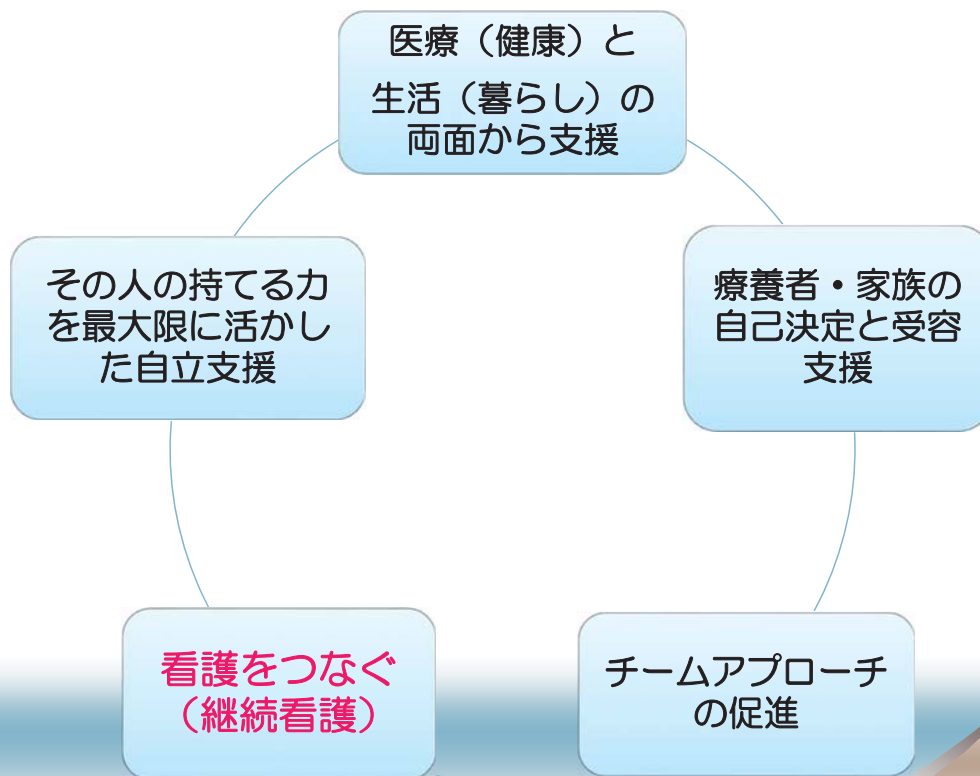 医療（健康）と
生活（暮らし）の
両面から支援
その人の持てる力
を最大限に活かし
た自立支援
療養者・家族の
自己決定と受容
支援
看護をつなぐ
（継続看護）
チームアプローチ
の促進